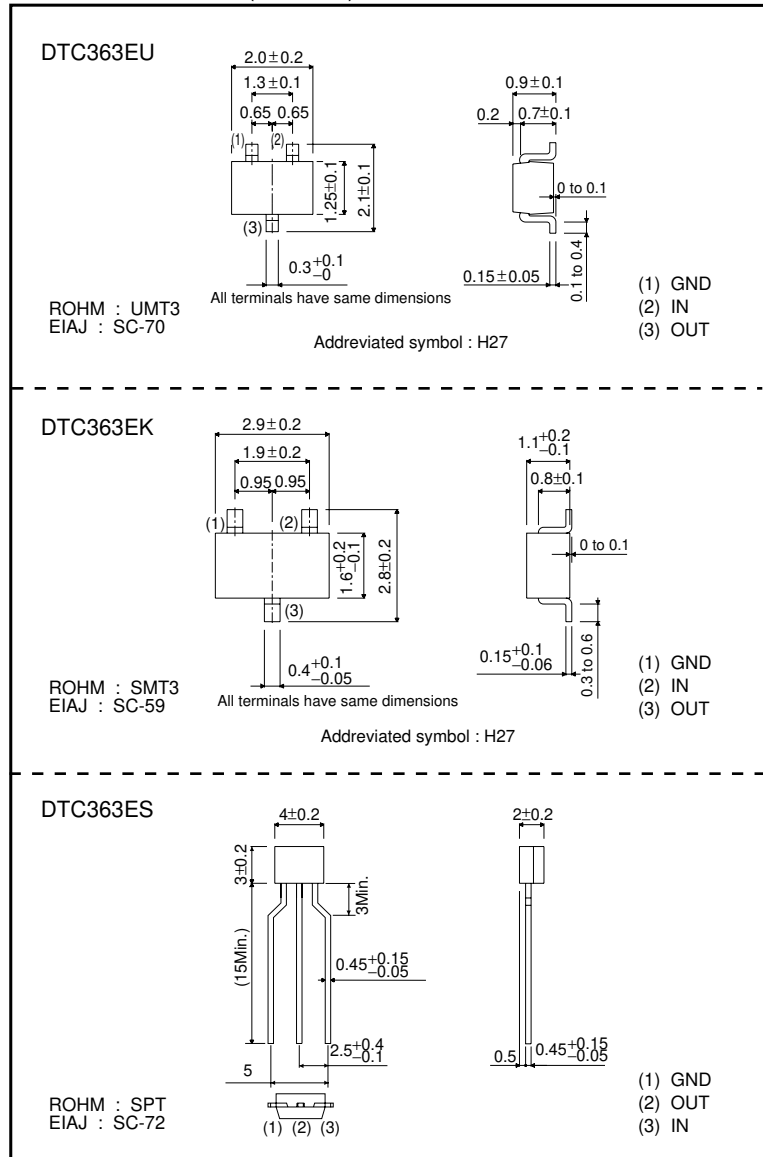 DTC363EU
2.0±0.2
1.3±0.1
0.65 0.65
(1) (2)
1.25±0.1
2.1±0.1
(3)
0.3+0.1 −0
All terminals have same dimensions
0.9±0.1
0.2 0.7±0.1
0 to 0.1
0.15±0.05
0.1 to 0.4
ROHM : UMT3
EIAJ : SC-70
Addreviated symbol : H27
(1) GND
(2) IN
(3) OUT
DTC363EK
2.9±0.2
1.9±0.2
0.95 0.95
(1) (2)
1.6+0.2 −0.1
2.8±0.2
(3)
0.4+0.1 −0.05
All terminals have same dimensions
1.1+0.2 −0.1
0.8±0.1
0 to 0.1
0.15+0.1 −0.06
0.3 to 0.6
ROHM : SMT3
EIAJ : SC-59
Addreviated symbol : H27
(1) GND
(2) IN
(3) OUT
DTC363ES
4±0.2
3±0.2
(15Min.)
3Min.
0.45+0.15 −0.05
2.5+0.4 −0.1
5
(1) (2) (3)
2±0.2
0.5 0.45+0.15 −0.05
ROHM : SPT
EIAJ : SC-72
(1) GND
(2) OUT
(3) IN